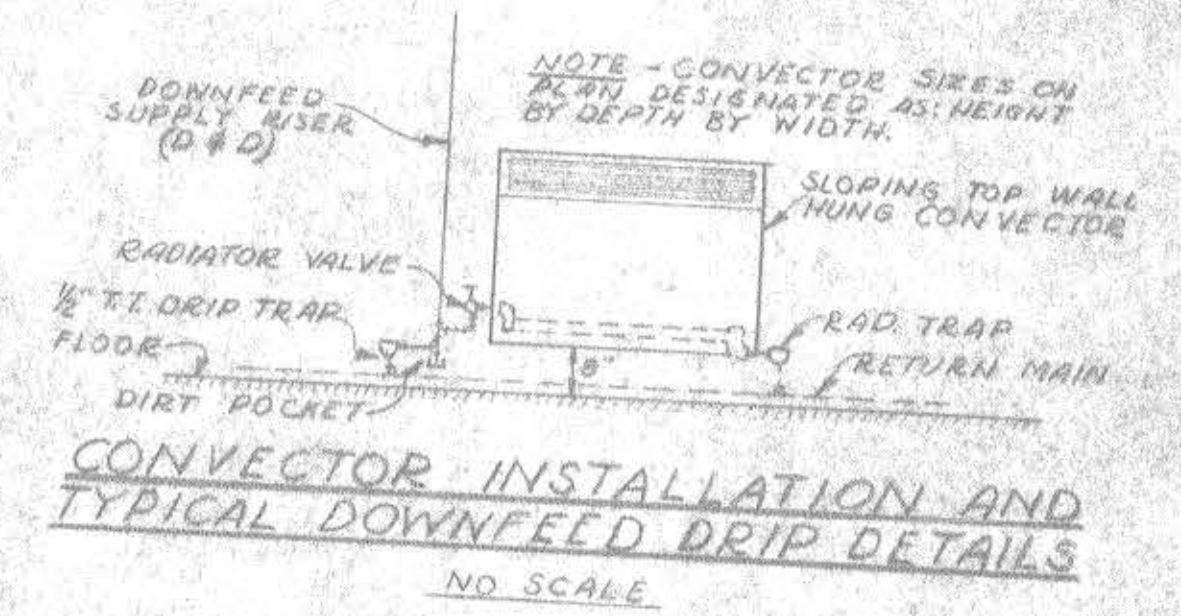 DOWNFEED
SUPPLY RISER
(D & D)
NOTE - CONVECTOR SIZES ON
PLAN DESIGNATED AS: HEIGHT
BY DEPTH BY WIDTH.
SLOPING TOP WALL
HUNG CONVECTOR
RADIATOR VALVE
½" T.T. DRIP TRAP
FLOOR
DIRT POCKET
8"
RAD. TRAP
RETURN MAIN
CONVECTOR INSTALLATION AND
TYPICAL DOWNFEED DRIP DETAILS
NO SCALE